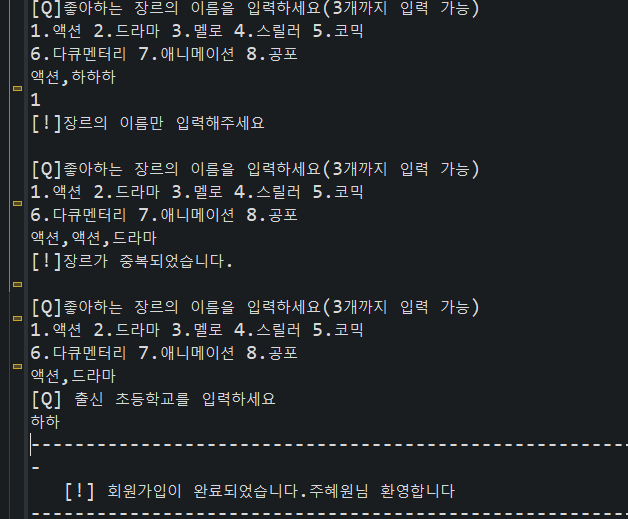 [Q]좋아하는 장르의 이름을 입력하세요(3개까지 입력 가능)
1.액션 2.드라마 3.멜로 4.스릴러 5.코믹
6.다큐멘터리 7.애니메이션 8.공포
액션,하하하
1
[!]장르의 이름만 입력해주세요
[Q]좋아하는 장르의 이름을 입력하세요(3개까지 입력 가능)
1.액션 2.드라마 3.멜로 4.스릴러 5.코믹
6.다큐멘터리 7.애니메이션 8.공포
액션,액션,드라마
[!]장르가 중복되었습니다.
[Q]좋아하는 장르의 이름을 입력하세요(3개까지 입력 가능)
1.액션 2.드라마 3.멜로 4.스릴러 5.코믹
6.다큐멘터리 7.애니메이션 8.공포
액션,드라마
[Q] 출신 초등학교를 입력하세요
하하
-------------------------------------------------------
-
[!] 회원가입이 완료되었습니다.주혜원님 환영합니다
-------------------------------------------------------